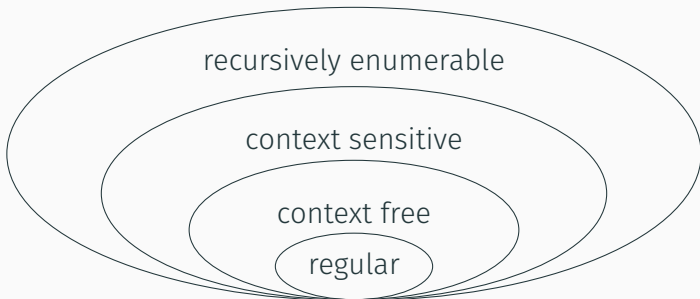 recursively enumerable
context sensitive
context free
regular